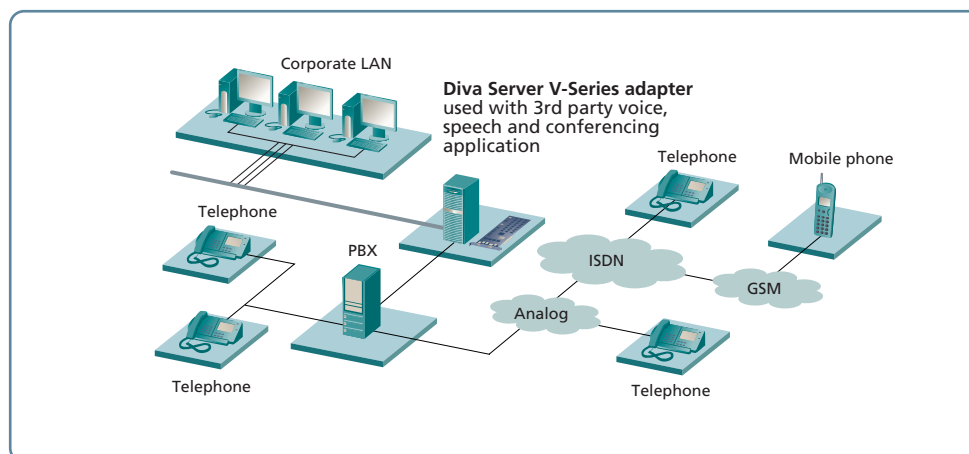 Corporate LAN
Diva Server V-Series adapter
used with 3rd party voice,
speech and conferencing
application
Telephone
Mobile phone
Telephone
PBX
ISDN
GSM
Analog
Telephone
Telephone